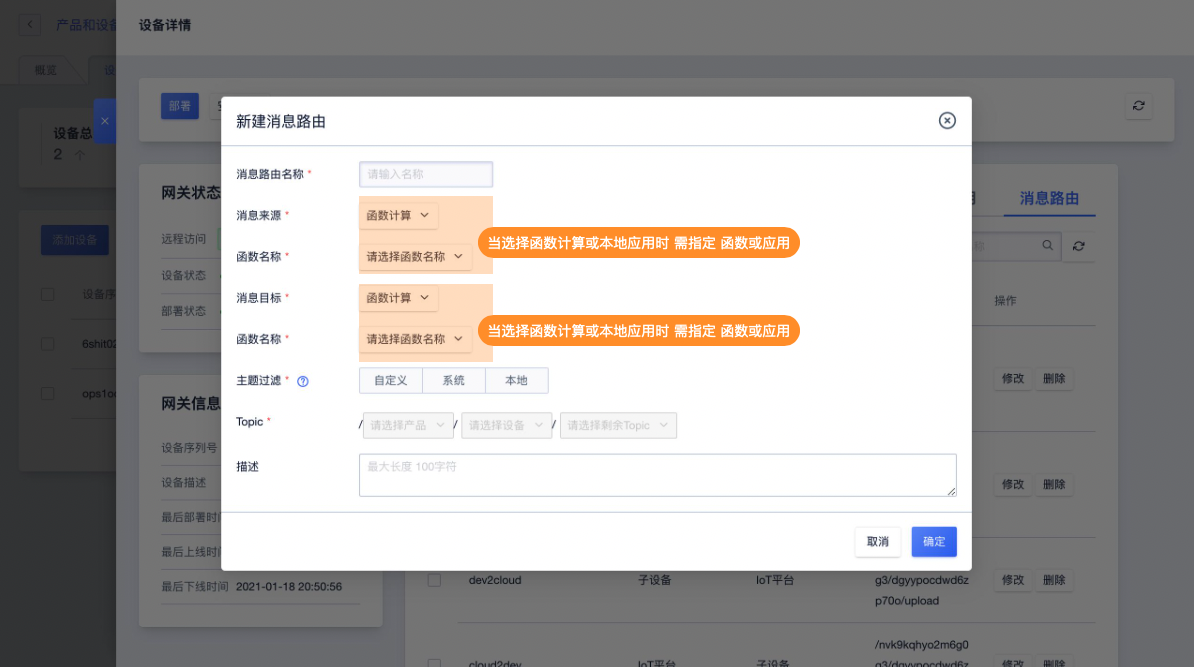 产品和设备
设备详情
概览
部署
设备总
2 个
新建消息路由
消息路由名称 *
请输入名称
消息来源 *
函数计算
函数名称 *
请选择函数名称
当选择函数计算或本地应用时 需指定 函数或应用
消息目标 *
函数计算
函数名称 *
请选择函数名称
当选择函数计算或本地应用时 需指定 函数或应用
主题过滤 *
自定义 系统 本地
Topic *
/ 请选择产品 / 请选择设备 / 请选择剩余Topic
描述
最大长度 100字符
取消 确定
网关状态
消息路由
添加设备
远程访问
设备状态
部署状态
操作
设备序
6shit02
ops1or
修改 删除
网关信息
设备序列号
设备描述
修改 删除
最后部署时间
最后上线时间
最后下线时间 2021-01-18 20:50:56
dev2cloud 子设备 IoT平台 g3/dgyypocdwd6z
p70o/upload
修改 删除
/nvk9kqhyo2m6g0
cloud2dev IoT平台 子设备 g3/dgyypocdwd6z 修改 删除